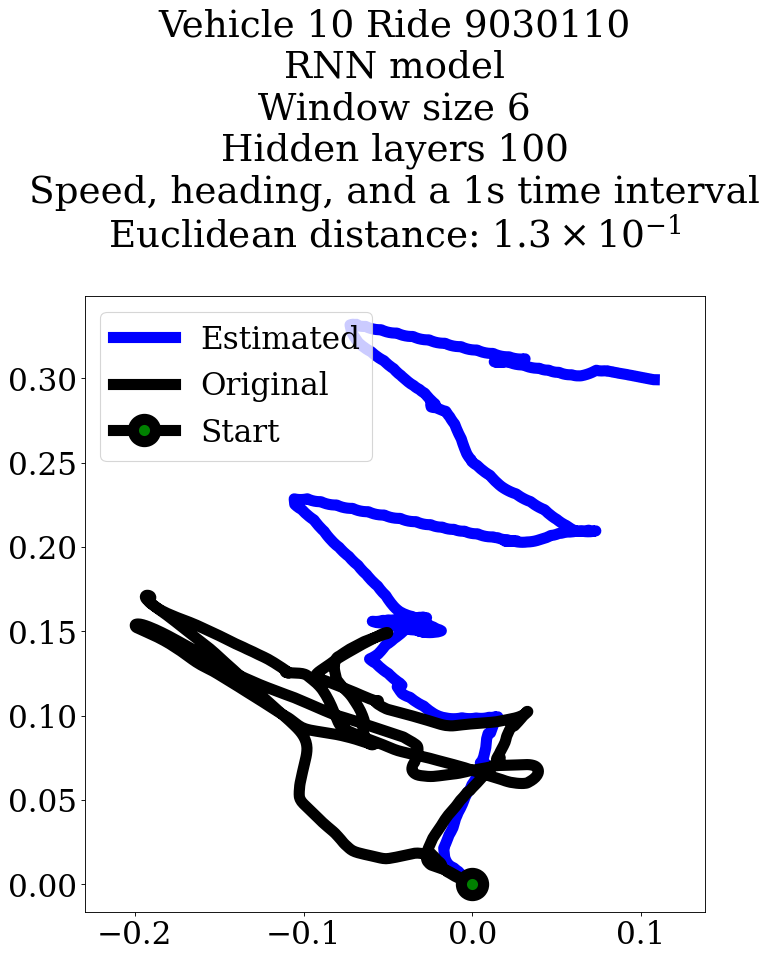 Vehicle 10 Ride 9030110
RNN model
Window size 6
Hidden layers 100
Speed, heading, and a 1s time interval
Euclidean distance: 1.3 × 10⁻¹
Estimated
Original
Start
0.30
0.25
0.20
0.15
0.10
0.05
0.00
−0.2 −0.1 0.0 0.1